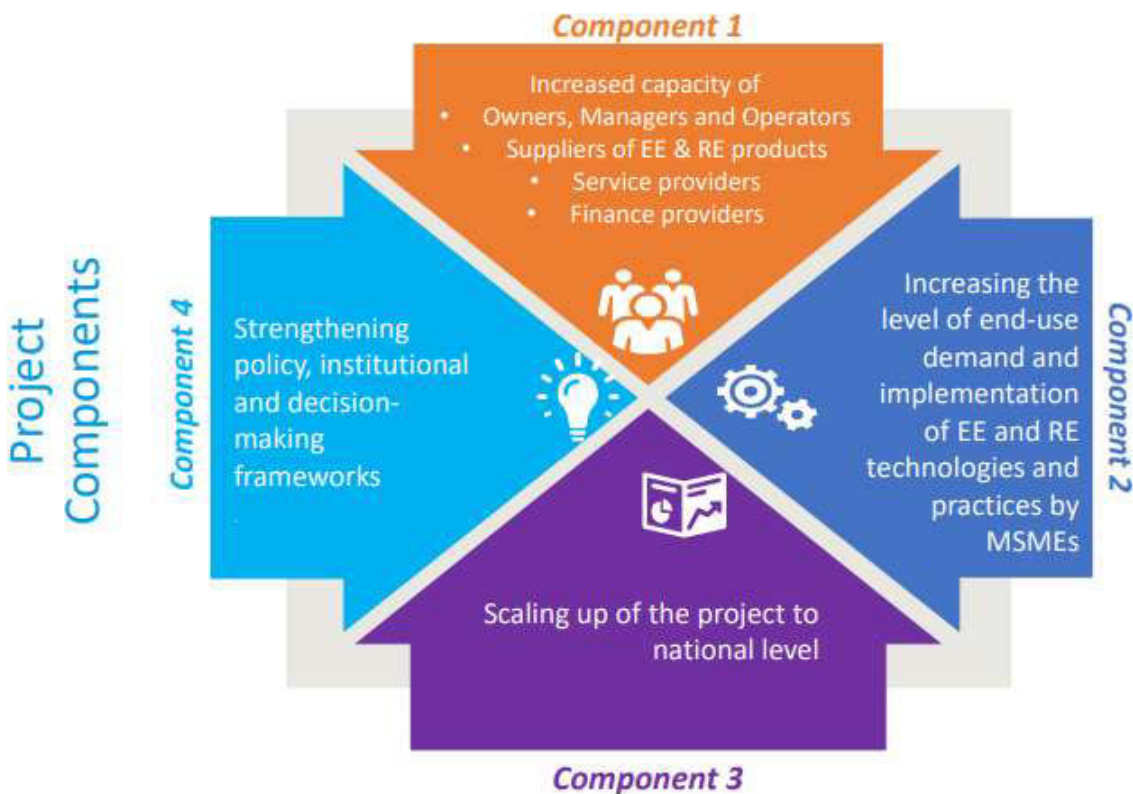 Component 1
Increased capacity of
• Owners, Managers and Operators
• Suppliers of EE & RE products
• Service providers
• Finance providers
Project
Components
Component 4
Strengthening
policy, institutional
and decision-
making
frameworks
.
Increasing the
level of end-use
demand and
implementation
of EE and RE
technologies and
practices by
MSMEs
Component 2
Scaling up of the project to
national level
Component 3